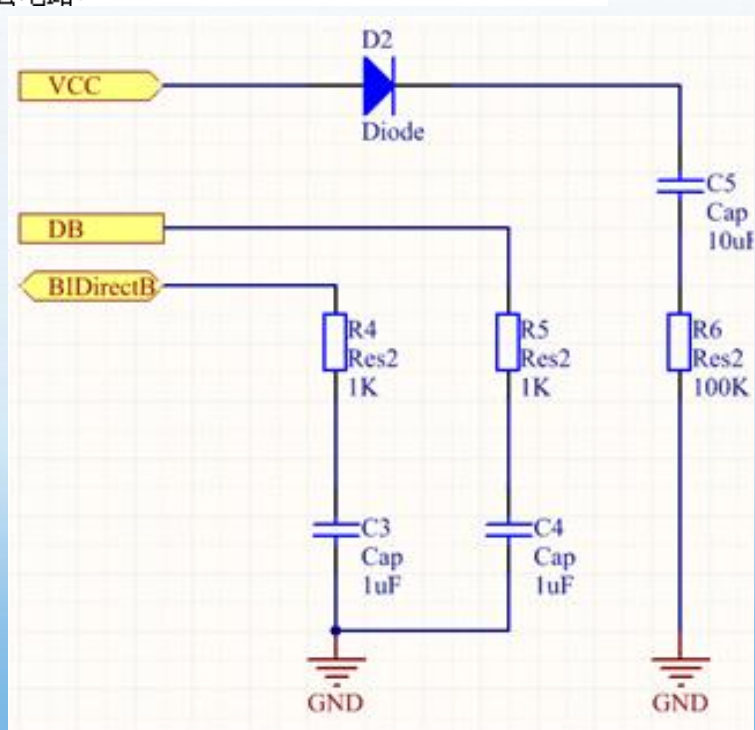 D2
VCC
Diode
C5
Cap
DB
10uF
BIDirectB
R4
Res2
1K
R5
Res2
1K
R6
Res2
100K
C3
Cap
1uF
C4
Cap
1uF
GND
GND